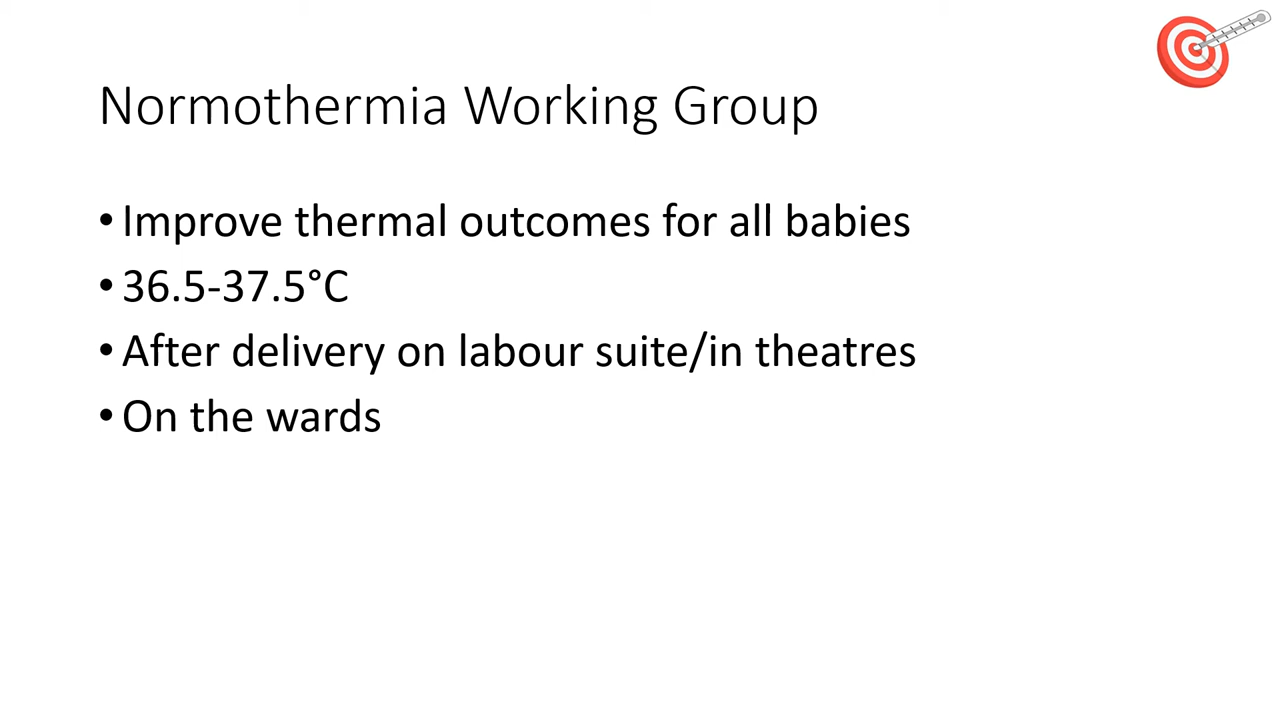 Normothermia Working Group
• Improve thermal outcomes for all babies
• 36.5-37.5°C
• After delivery on labour suite/in theatres
• On the wards